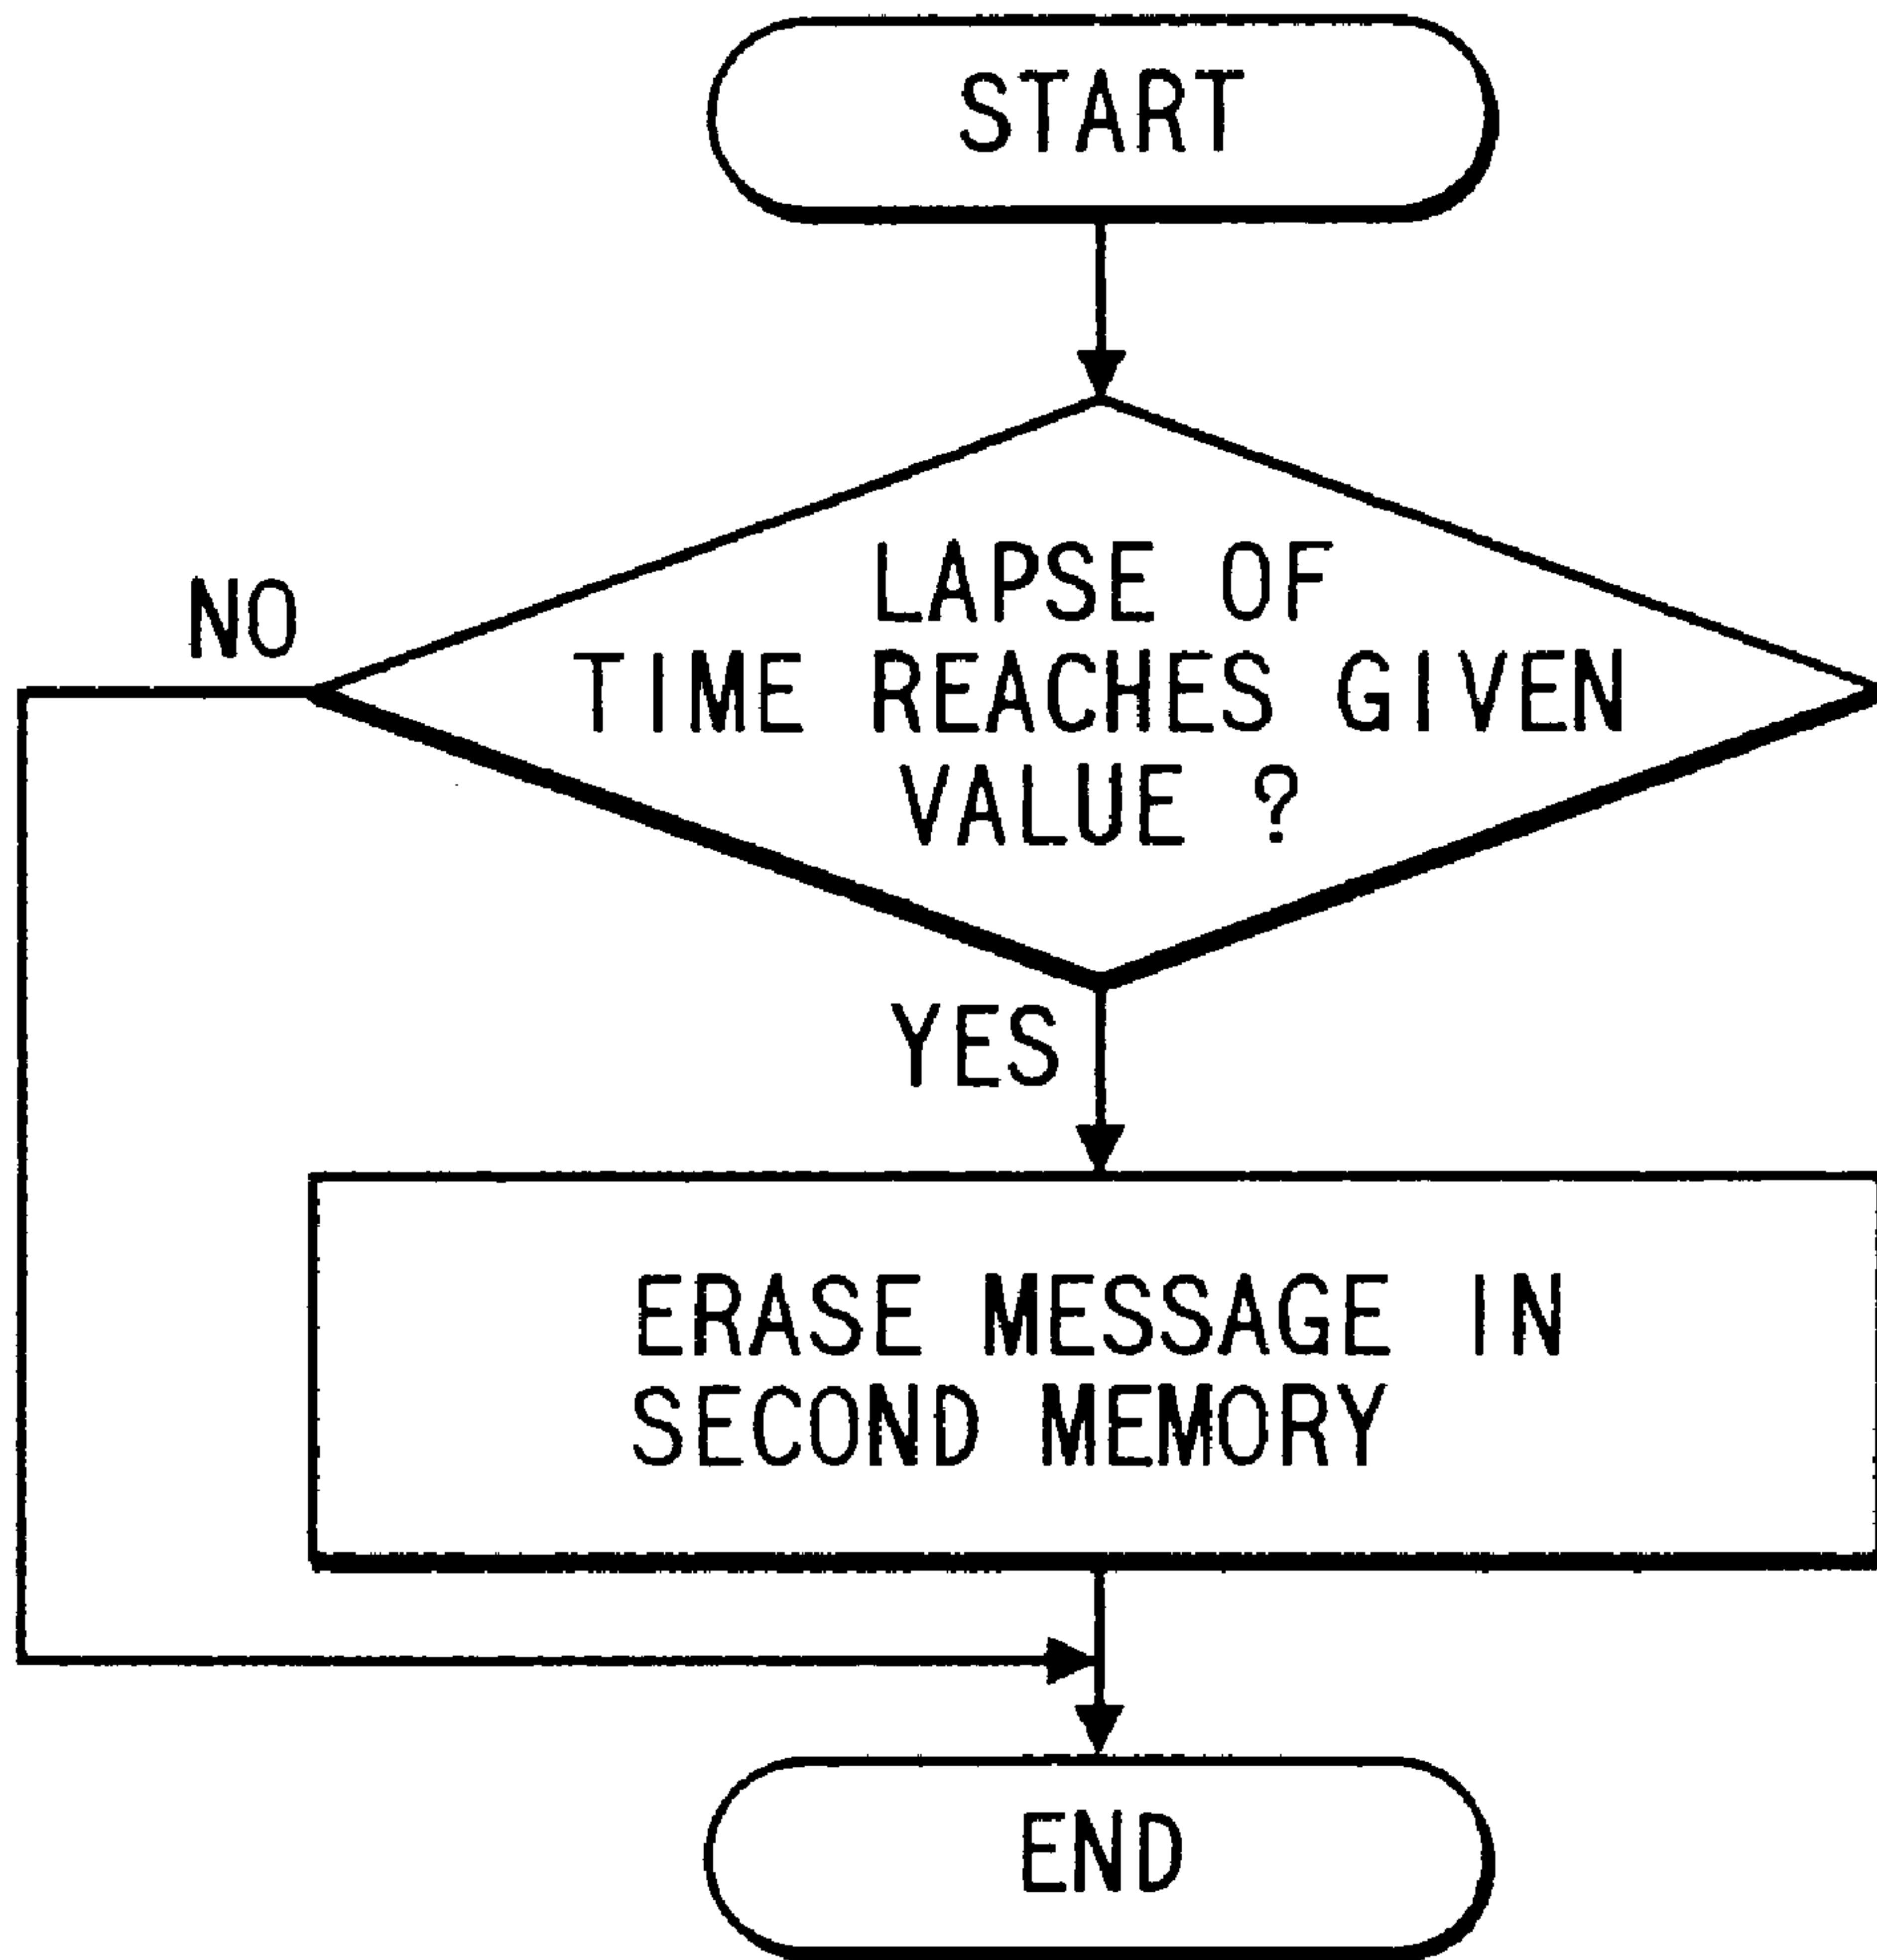 START
LAPSE OF
TIME REACHES GIVEN
VALUE ?
NO
YES
ERASE MESSAGE IN
SECOND MEMORY
END